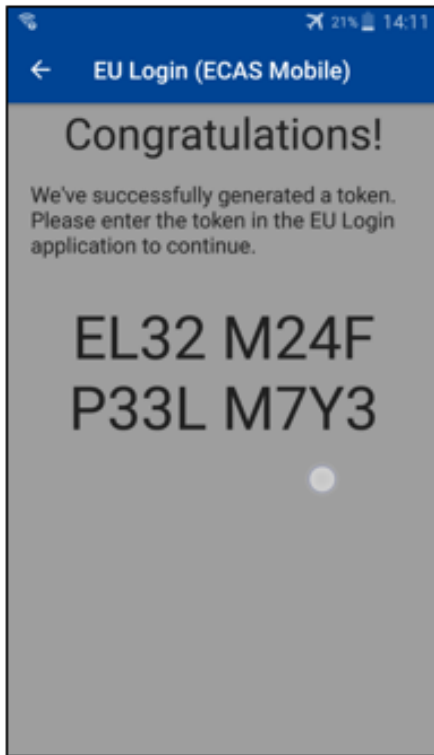 21% 14:11
EU Login (ECAS Mobile)
Congratulations!
We've successfully generated a token.
Please enter the token in the EU Login
application to continue.
EL32 M24F
P33L M7Y3